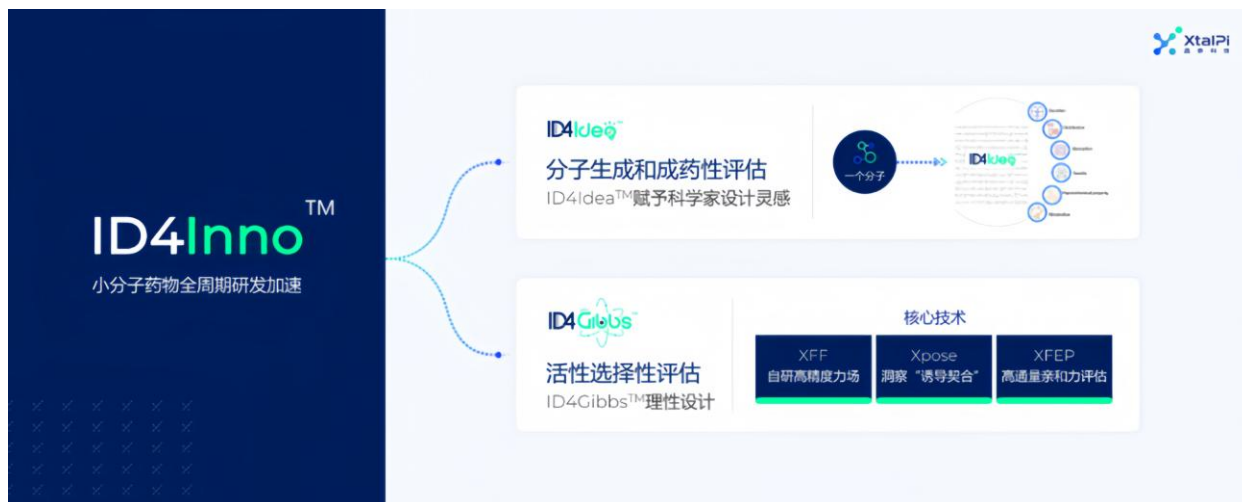 ID4Inno™
小分子药物全周期研发加速
XtalPi
晶泰科技
ID4Idea™
分子生成和成药性评估
ID4Idea™赋予科学家设计灵感
一个分子
ID4Idea
ID4Gibbs™
活性选择性评估
ID4Gibbs™理性设计
核心技术
XFF
自研高精度力场
Xpose
洞察“诱导契合”
XFEP
高通量亲和力评估